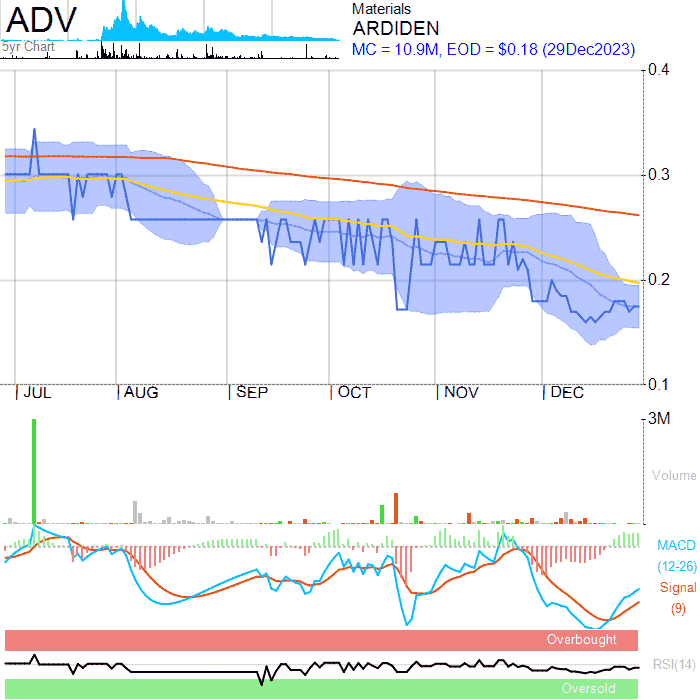 ADV
5yr Chart
Materials
ARDIDEN
MC = 10.9M, EOD = $0.18 (29Dec2023)
0.4
0.3
0.2
0.1
JUL AUG SEP OCT NOV DEC
3M
Volume
MACD
(12-26)
Signal
(9)
Overbought
RSI(14)
Oversold